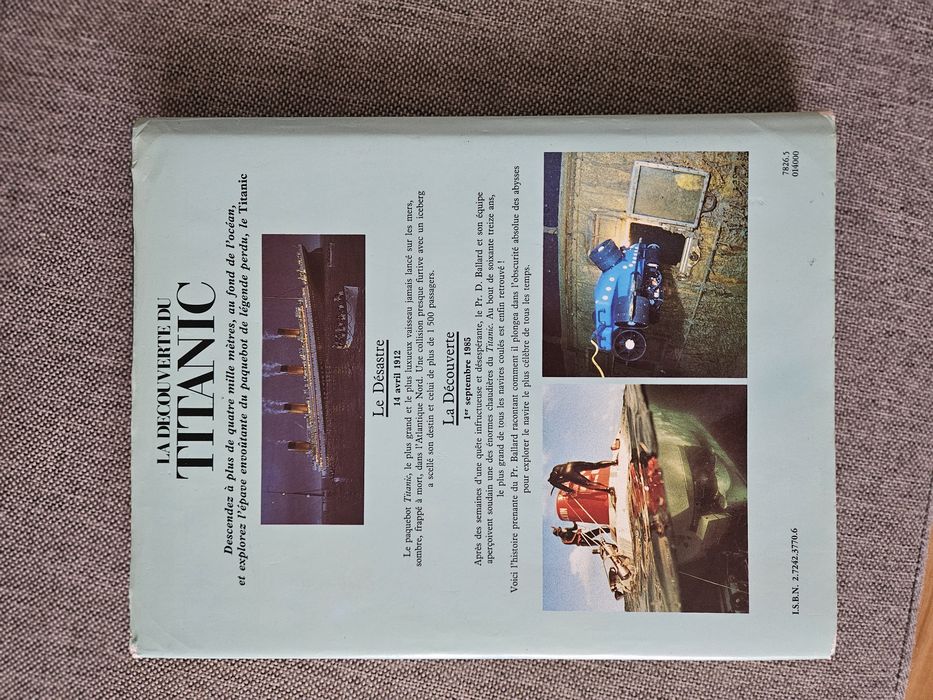 LA DÉCOUVERTE DU
TITANIC
Descendez à plus de quatre mille mètres, au fond de l'océan,
et explorez l'épave envoûtante du paquebot de légende perdu, le Titanic
Le Désastre
14 avril 1912
Le paquebot Titanic, le plus grand et le plus luxueux vaisseau jamais lancé sur les mers,
sombre, frappé à mort, dans l'Atlantique Nord. Une collision presque furtive avec un iceberg
a scellé son destin et celui de plus de 1 500 passagers.
La Découverte
1er septembre 1985
Après des semaines d'une quête infructueuse et désespérante, le Pr. D. Ballard et son équipe
aperçoivent soudain une des énormes chaudières du Titanic. Au bout de soixante treize ans,
le plus grand de tous les navires coulés est enfin retrouvé !
Voici l'histoire prenante du Pr. Ballard racontant comment il plongea dans l'obscurité absolue des abysses
pour explorer le navire le plus célèbre de tous les temps.
I.S.B.N. 2.7242.3770.6
7826.5
014000